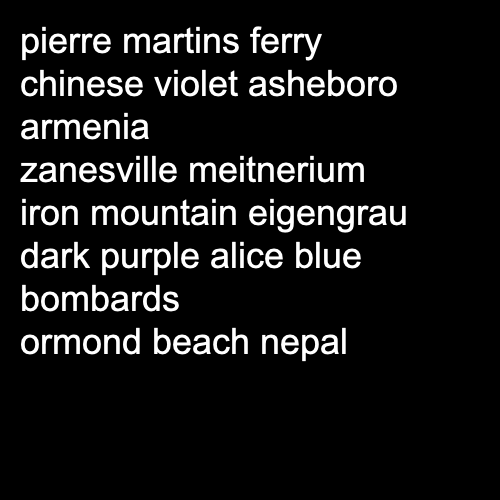 pierre martins ferry
chinese violet asheboro
armenia
zanesville meitnerium
iron mountain eigengrau
dark purple alice blue
bombards
ormond beach nepal